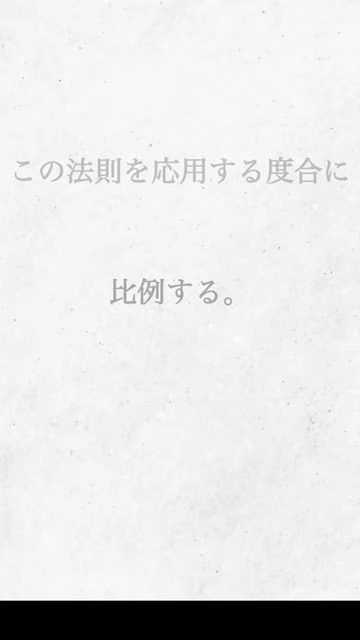 この法則を応用する度合に
比例する。